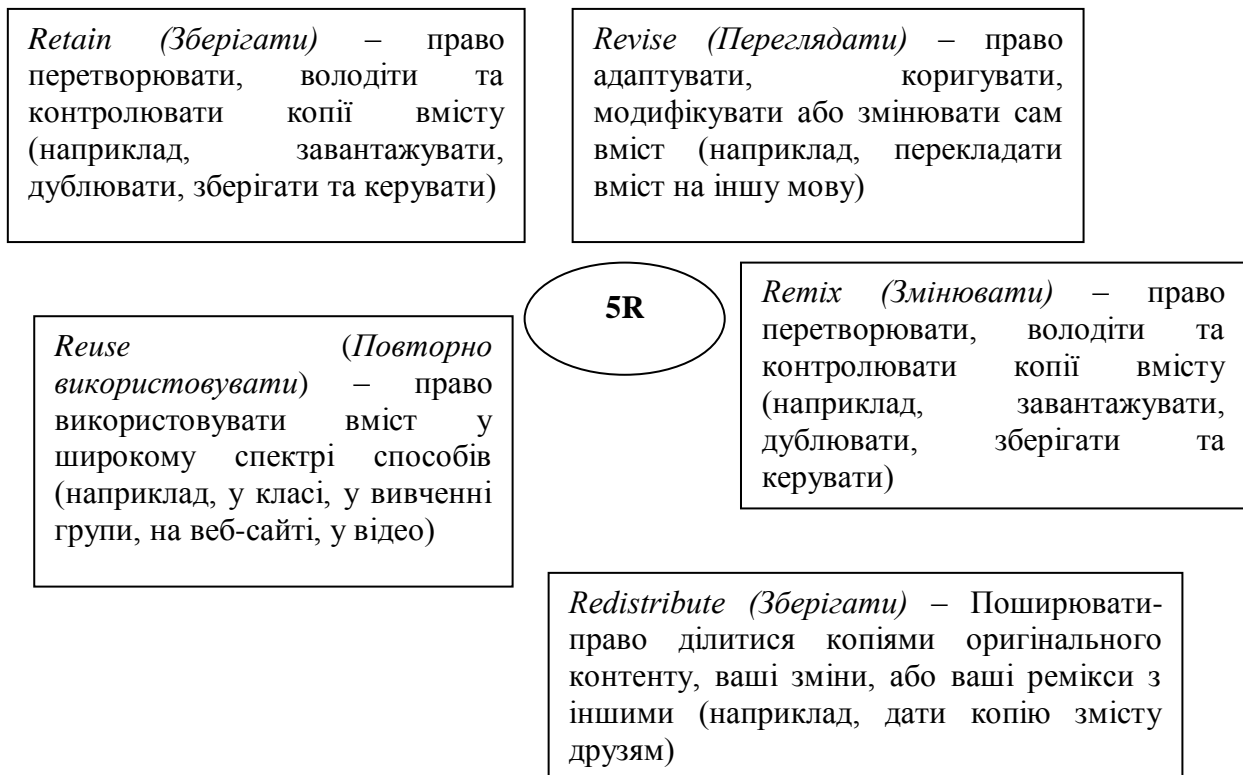 Retain (Зберігати) – право
перетворювати, володіти та
контролювати копії вмісту
(наприклад, завантажувати,
дублювати, зберігати та керувати)
Revise (Переглядати) – право
адаптувати, коригувати,
модифікувати або змінювати сам
вміст (наприклад, перекладати
вміст на іншу мову)
5R
Reuse (Повторно
використовувати) – право
використовувати вміст у
широкому спектрі способів
(наприклад, у класі, у вивченні
групи, на веб-сайті, у відео)
Remix (Змінювати) – право
перетворювати, володіти та
контролювати копії вмісту
(наприклад, завантажувати,
дублювати, зберігати та
керувати)
Redistribute (Зберігати) – Поширювати-
право ділитися копіями оригінального
контенту, ваші зміни, або ваші ремікси з
іншими (наприклад, дати копію змісту
друзям)